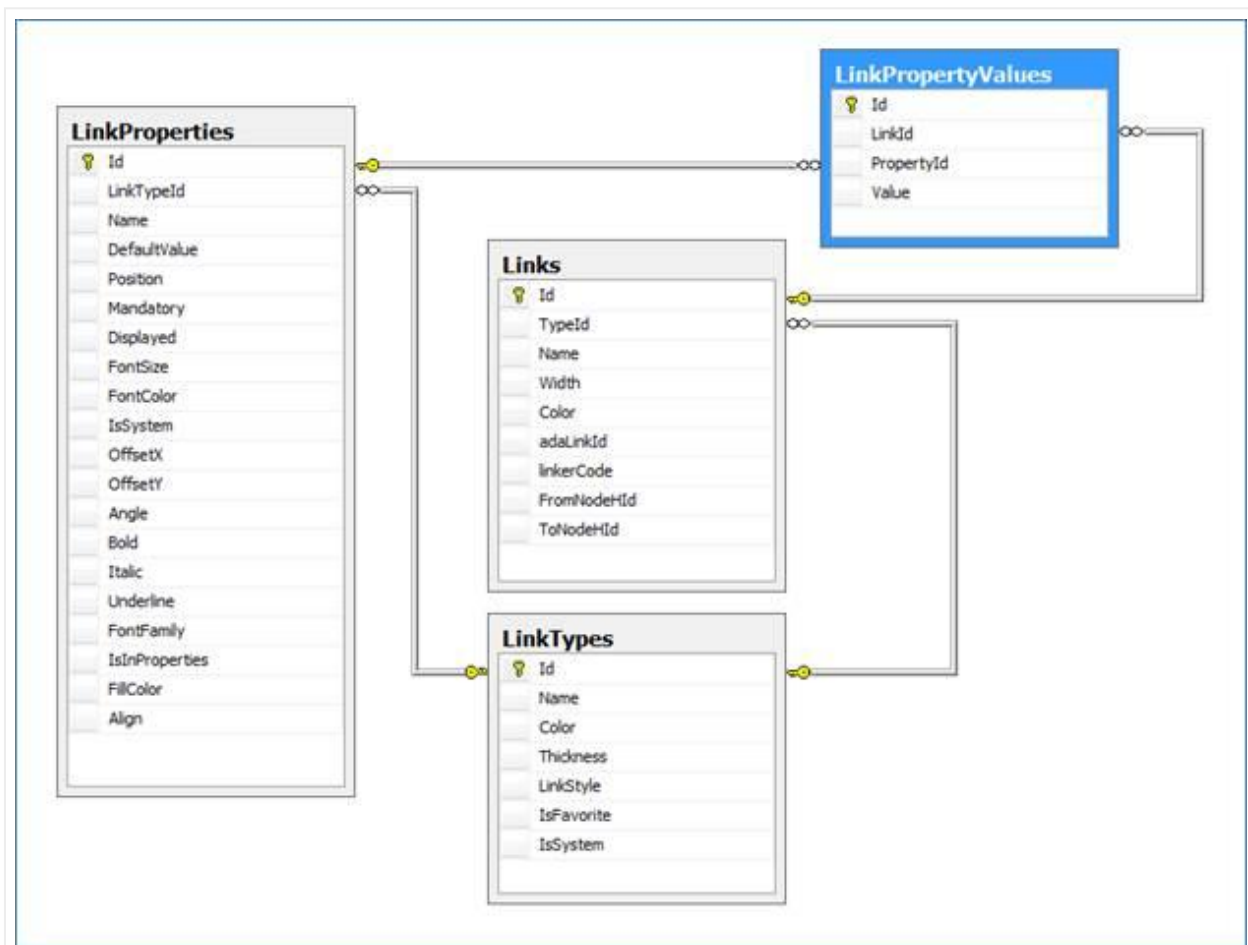 LinkProperties
Id
LinkTypeId
Name
DefaultValue
Position
Mandatory
Displayed
FontSize
FontColor
IsSystem
OffsetX
OffsetY
Angle
Bold
Italic
Underline
FontFamily
IsInProperties
FillColor
Align
LinkPropertyValues
Id
LinkId
PropertyId
Value
Links
Id
TypeId
Name
Width
Color
adaLinkId
linkerCode
FromNodeHId
ToNodeHId
LinkTypes
Id
Name
Color
Thickness
LinkStyle
IsFavorite
IsSystem